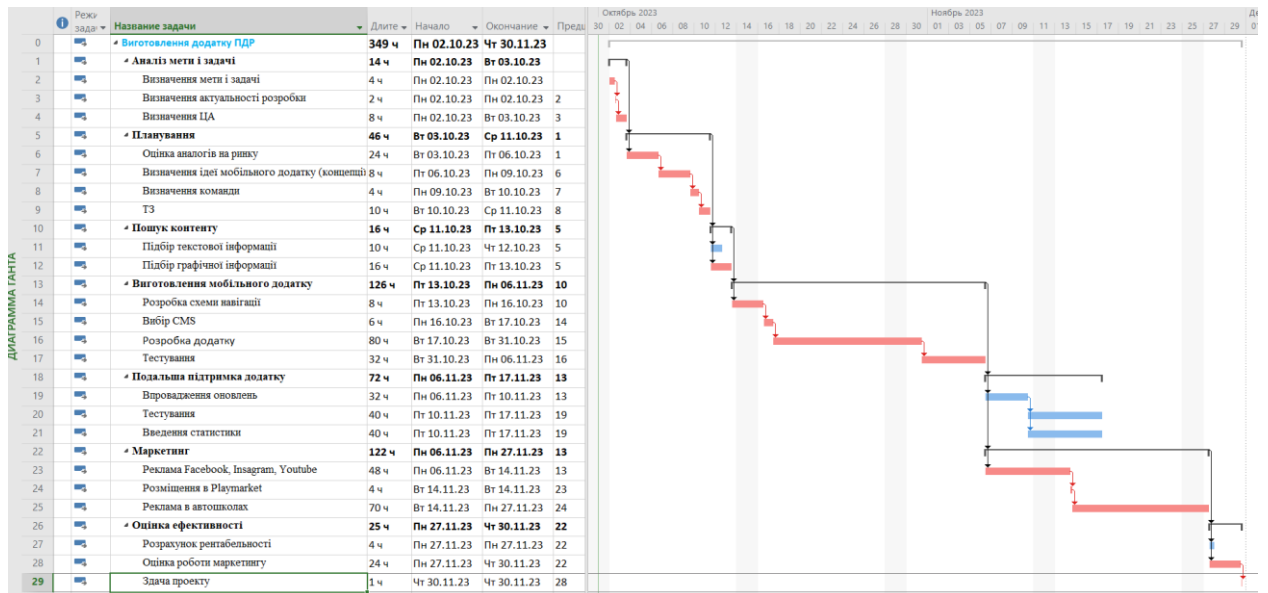 Октябрь 2023 Ноябрь 2023 Де
Режи
задач Название задачи Длите Начало Окончание Предш 30 02 04 06 08 10 12 14 16 18 20 22 24 26 28 30 01 03 05 07 09 11 13 15 17 19 21 23 25 27 29 01
0 Виготовлення додатку ПДР 349 ч Пн 02.10.23 Чт 30.11.23
1 Аналіз мети і задачі 14 ч Пн 02.10.23 Вт 03.10.23
2 Визначення мети і задачі 4 ч Пн 02.10.23 Пн 02.10.23
3 Визначення актуальності розробки 2 ч Пн 02.10.23 Пн 02.10.23 2
4 Визначення ЦА 8 ч Пн 02.10.23 Вт 03.10.23 3
5 Планування 46 ч Вт 03.10.23 Ср 11.10.23 1
6 Оцінка аналогів на ринку 24 ч Вт 03.10.23 Пт 06.10.23 1
7 Визначення ідеї мобільного додатку (концепції 8 ч Пт 06.10.23 Пн 09.10.23 6
8 Визначення команди 4 ч Пн 09.10.23 Вт 10.10.23 7
9 ТЗ 10 ч Вт 10.10.23 Ср 11.10.23 8
10 Пошук контенту 16 ч Ср 11.10.23 Пт 13.10.23 5
11 Підбір текстової інформації 10 ч Ср 11.10.23 Чт 12.10.23 5
12 Підбір графічної інформації 16 ч Ср 11.10.23 Пт 13.10.23 5
13 Виготовлення мобільного додатку 126 ч Пт 13.10.23 Пн 06.11.23 10
14 Розробка схеми навігації 8 ч Пт 13.10.23 Пн 16.10.23 10
15 Вибір CMS 6 ч Пн 16.10.23 Вт 17.10.23 14
16 Розробка додатку 80 ч Вт 17.10.23 Вт 31.10.23 15
17 Тестування 32 ч Вт 31.10.23 Пн 06.11.23 16
18 Подальша підтримка додатку 72 ч Пн 06.11.23 Пт 17.11.23 13
19 Впровадження оновлень 32 ч Пн 06.11.23 Пт 10.11.23 13
20 Тестування 40 ч Пт 10.11.23 Пт 17.11.23 19
21 Введення статистики 40 ч Пт 10.11.23 Пт 17.11.23 19
22 Маркетинг 122 ч Пн 06.11.23 Пн 27.11.23 13
23 Реклама Facebook, Insagram, Youtube 48 ч Пн 06.11.23 Вт 14.11.23 13
24 Розміщення в Playmarket 4 ч Вт 14.11.23 Вт 14.11.23 23
25 Реклама в автошколах 70 ч Вт 14.11.23 Пн 27.11.23 24
26 Оцінка ефективності 25 ч Пн 27.11.23 Чт 30.11.23 22
27 Розрахунок рентабельності 4 ч Пн 27.11.23 Пн 27.11.23 22
28 Оцінка роботи маркетингу 24 ч Пн 27.11.23 Чт 30.11.23 22
29 Здача проекту 1 ч Чт 30.11.23 Чт 30.11.23 28
ДИАГРАММА ГАНТА